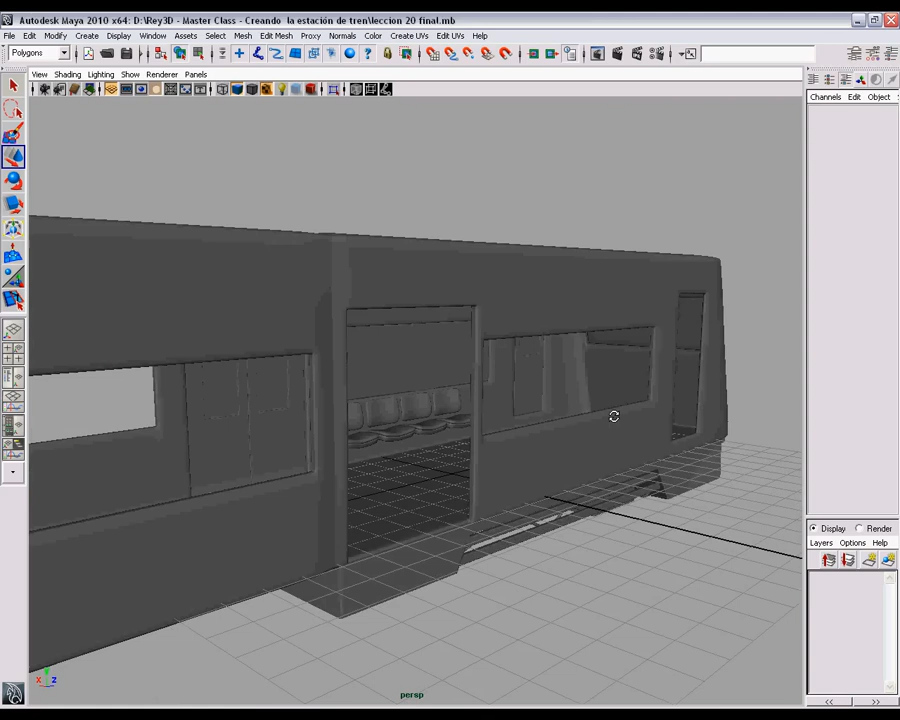 Autodesk Maya 2010 x64: D:\Rey3D - Master Class - Creando la estación de tren\leccion 20 final.mb
File Edit Modify Create Display Window Assets Select Mesh Edit Mesh Proxy Normals Color Create UVs Edit UVs Help
Polygons
View Shading Lighting Show Renderer Panels
Channels Edit Object
Display Render
Layers Options Help
X Z
persp
<< >>